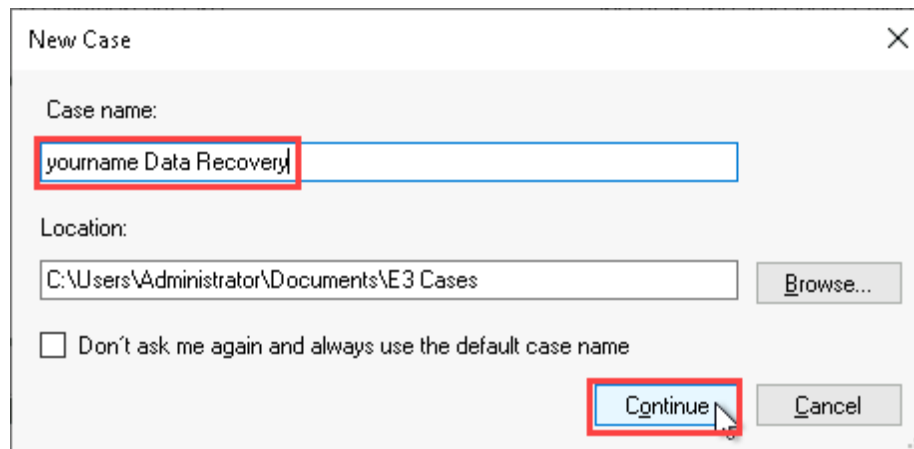 New Case
Case name:
yourname Data Recovery
Location:
C:\Users\Administrator\Documents\E3 Cases
Browse...
Don´t ask me again and always use the default case name
Continue
Cancel